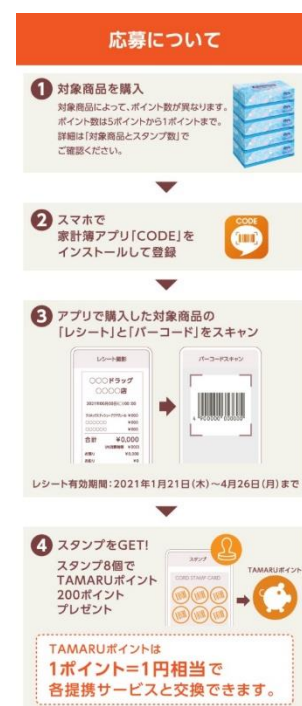 応募について
1 対象商品を購入
対象商品によって、ポイント数が異なります。
ポイント数は5ポイントから1ポイントまで。
詳細は「対象商品とスタンプ数」で
ご確認ください。
2 スマホで
家計簿アプリ「CODE」を
インストールして登録
CODE
3 アプリで購入した対象商品の
「レシート」と「バーコード」をスキャン
レシート撮影
バーコードスキャン
〇〇〇ドラッグ
〇〇〇〇店
合計 ¥0,000
レシート有効期間:2021年1月21日(木)~4月26日(月)まで
4 スタンプをGET!
スタンプ8個で
TAMARUポイント
200ポイント
プレゼント
スタンプ
CORD STAMP CARD
TAMARUポイント
TAMARUポイントは
1ポイント=1円相当で
各提携サービスと交換できます。